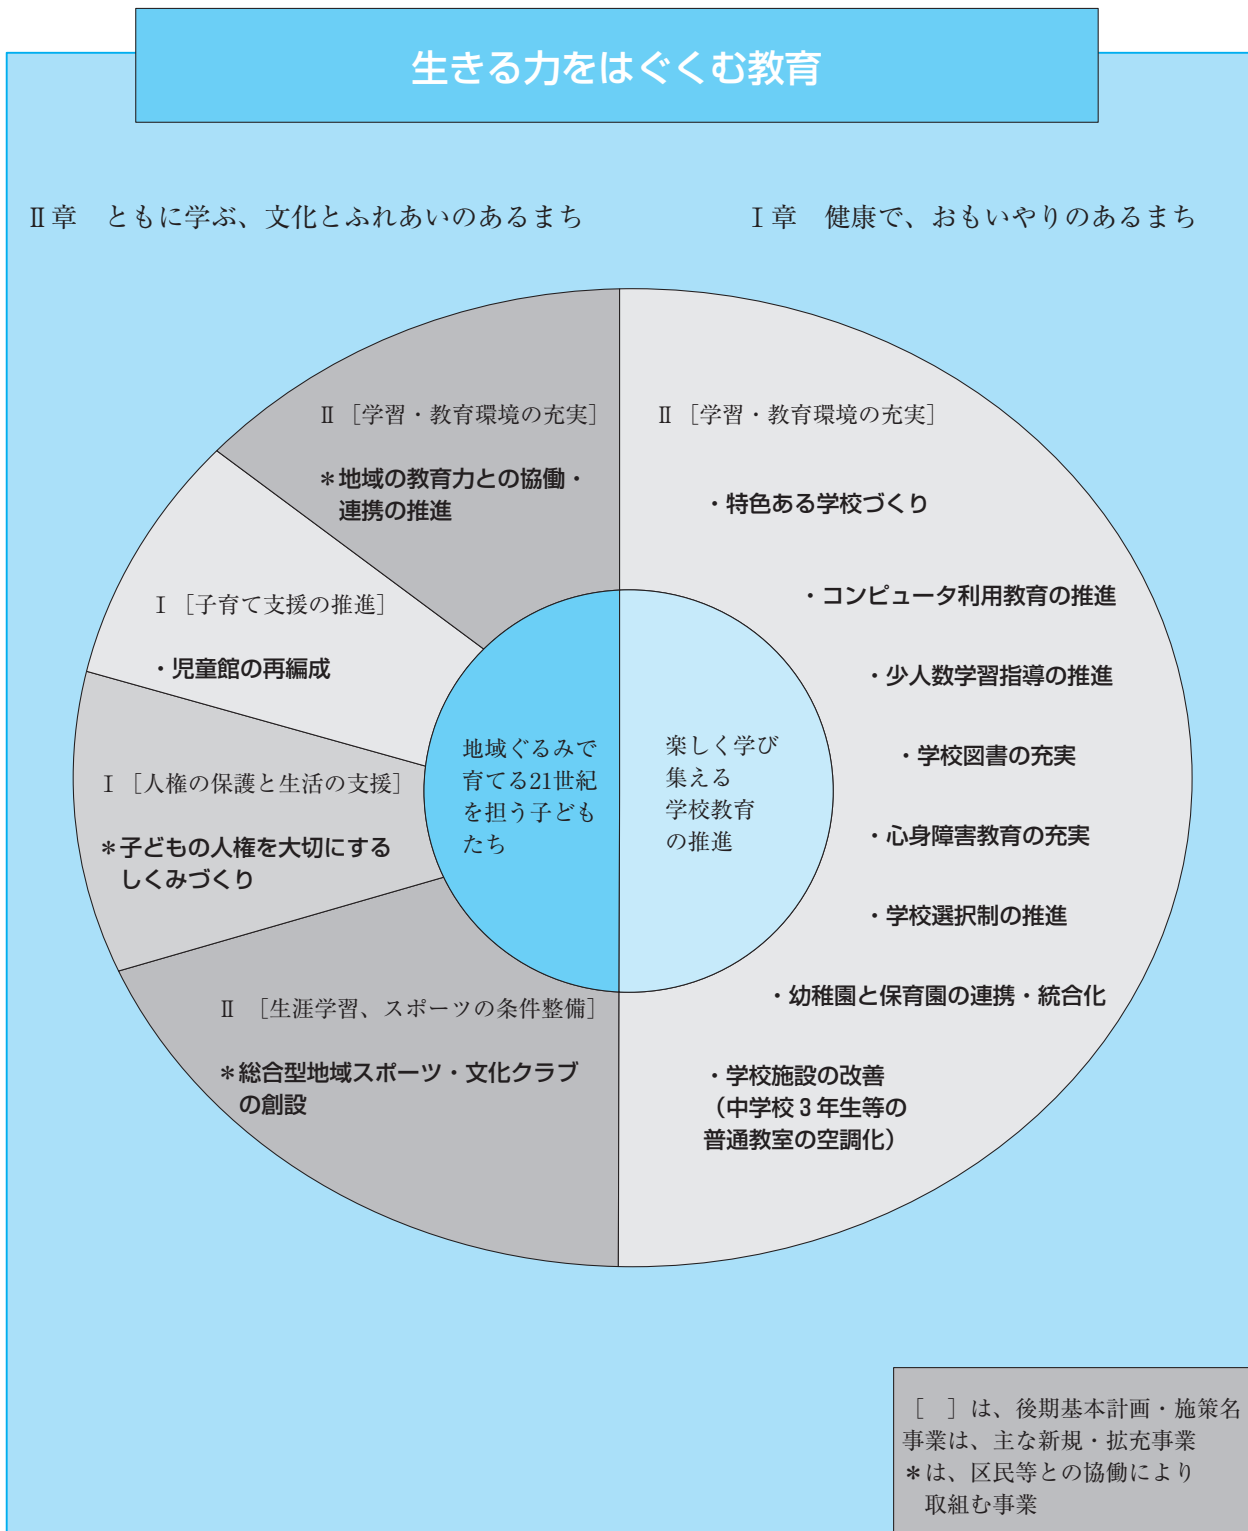 生きる力をはぐくむ教育
Ⅱ章　ともに学ぶ、文化とふれあいのあるまち
Ⅰ章　健康で、おもいやりのあるまち
Ⅱ［学習・教育環境の充実］
＊地域の教育力との協働・
連携の推進
Ⅰ［子育て支援の推進］
・児童館の再編成
Ⅰ［人権の保護と生活の支援］
＊子どもの人権を大切にする
しくみづくり
Ⅱ　［生涯学習、スポーツの条件整備］
＊総合型地域スポーツ・文化クラブ
の創設
地域ぐるみで
育てる21世紀
を担う子ども
たち
楽しく学び
集える
学校教育
の推進
Ⅱ［学習・教育環境の充実］
・特色ある学校づくり
・コンピュータ利用教育の推進
・少人数学習指導の推進
・学校図書の充実
・心身障害教育の充実
・学校選択制の推進
・幼稚園と保育園の連携・統合化
・学校施設の改善
（中学校３年生等の
普通教室の空調化）
［　］は、後期基本計画・施策名
事業は、主な新規・拡充事業
＊は、区民等との協働により
取組む事業